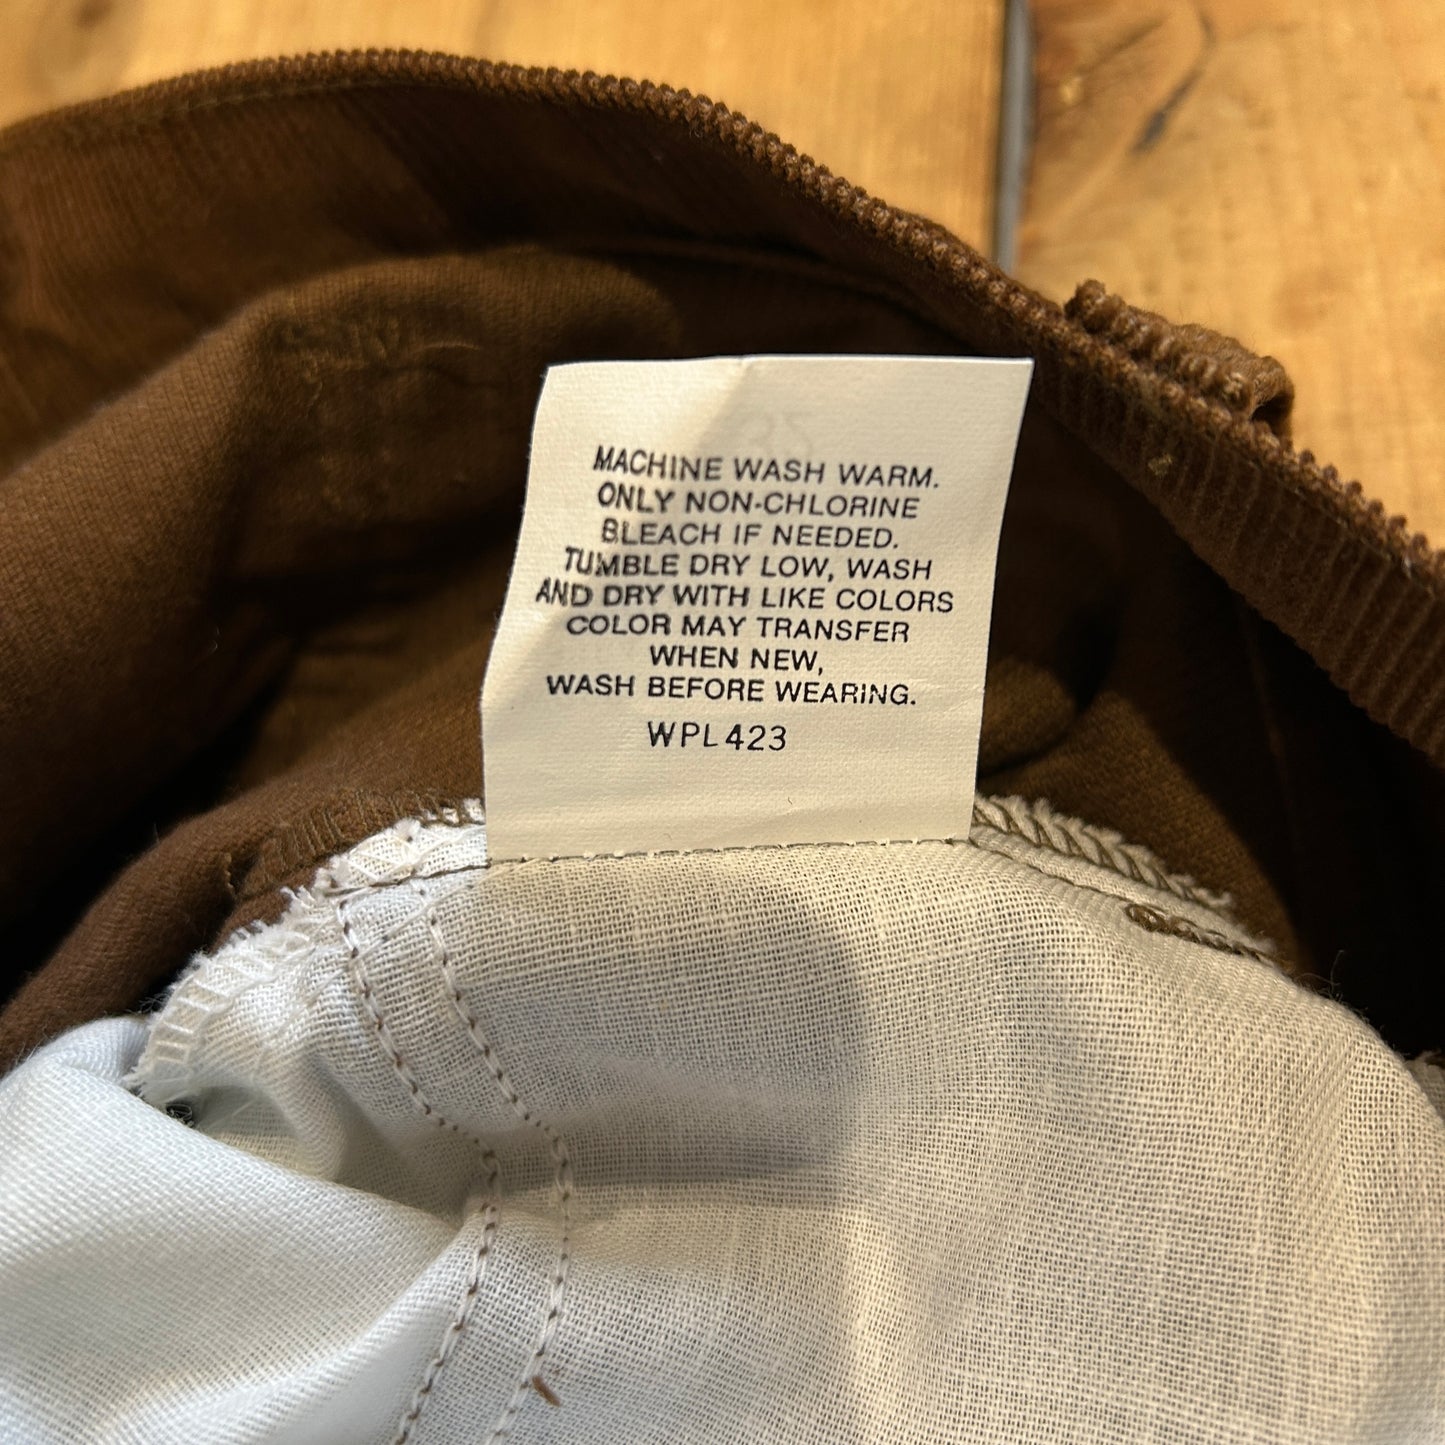 MACHINE WASH WARM.
ONLY NON-CHLORINE
BLEACH IF NEEDED.
TUMBLE DRY LOW, WASH
AND DRY WITH LIKE COLORS
COLOR MAY TRANSFER
WHEN NEW,
WASH BEFORE WEARING.
WPL423